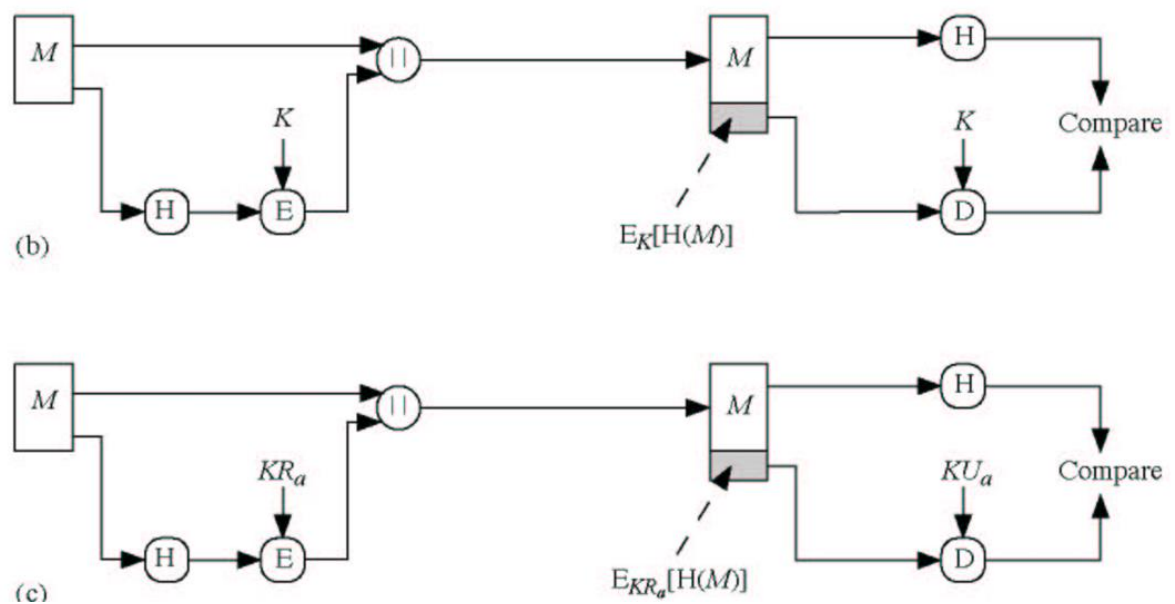 M
||
M
H
K
K
Compare
H
E
D
E_K[H(M)]
(b)
M
||
M
H
KR_a
KU_a
Compare
H
E
D
E_KR_a[H(M)]
(c)